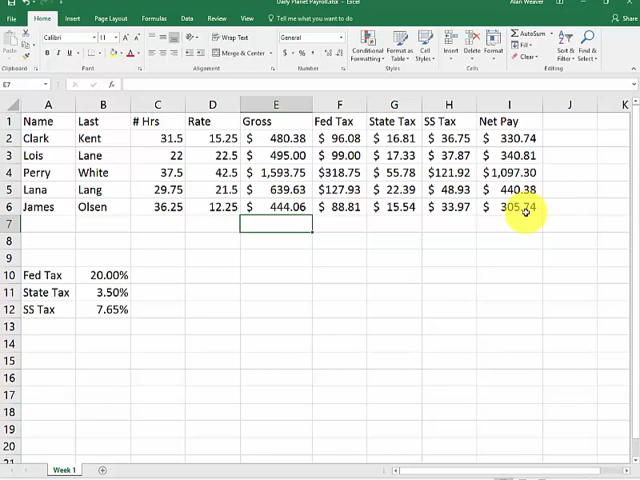 Daily Planet Payroll.xlsx - Excel
Alan Weaver
File Home Insert Page Layout Formulas Data Review View Tell me what you want to do Share
Calibri 11 General AutoSum
B I U Merge & Center $ % Conditional Format as Cell Insert Delete Format Fill Sort & Find &
Formatting Table Styles Clear Filter Select
Clipboard Font Alignment Number Styles Cells Editing
E7 fx
A B C D E F G H I J K
1 Name Last # Hrs Rate Gross Fed Tax State Tax SS Tax Net Pay
2 Clark Kent 31.5 15.25 $ 480.38 $ 96.08 $ 16.81 $ 36.75 $ 330.74
3 Lois Lane 22 22.5 $ 495.00 $ 99.00 $ 17.33 $ 37.87 $ 340.81
4 Perry White 37.5 42.5 $ 1,593.75 $318.75 $ 55.78 $121.92 $1,097.30
5 Lana Lang 29.75 21.5 $ 639.63 $127.93 $ 22.39 $ 48.93 $ 440.38
6 James Olsen 36.25 12.25 $ 444.06 $ 88.81 $ 15.54 $ 33.97 $ 305.74
7
8
9
10 Fed Tax 20.00%
11 State Tax 3.50%
12 SS Tax 7.65%
13
14
15
16
17
18
19
20
21
Week 1